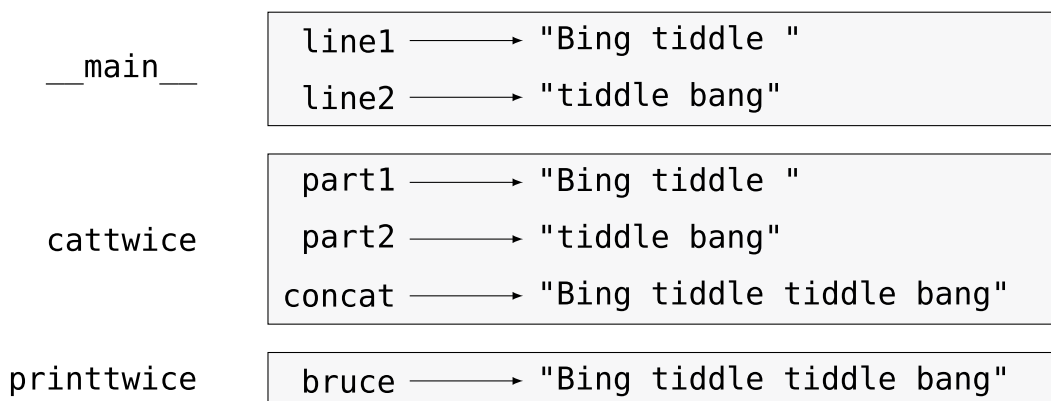 __main__
line1 "Bing tiddle "
line2 "tiddle bang"
cattwice
part1 "Bing tiddle "
part2 "tiddle bang"
concat "Bing tiddle tiddle bang"
printtwice
bruce "Bing tiddle tiddle bang"